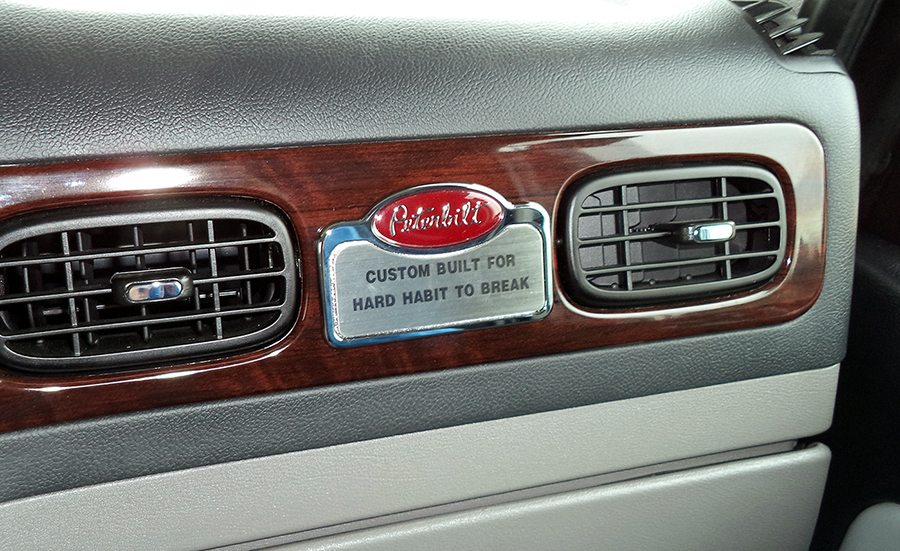 Peterbilt
CUSTOM BUILT FOR
HARD HABIT TO BREAK